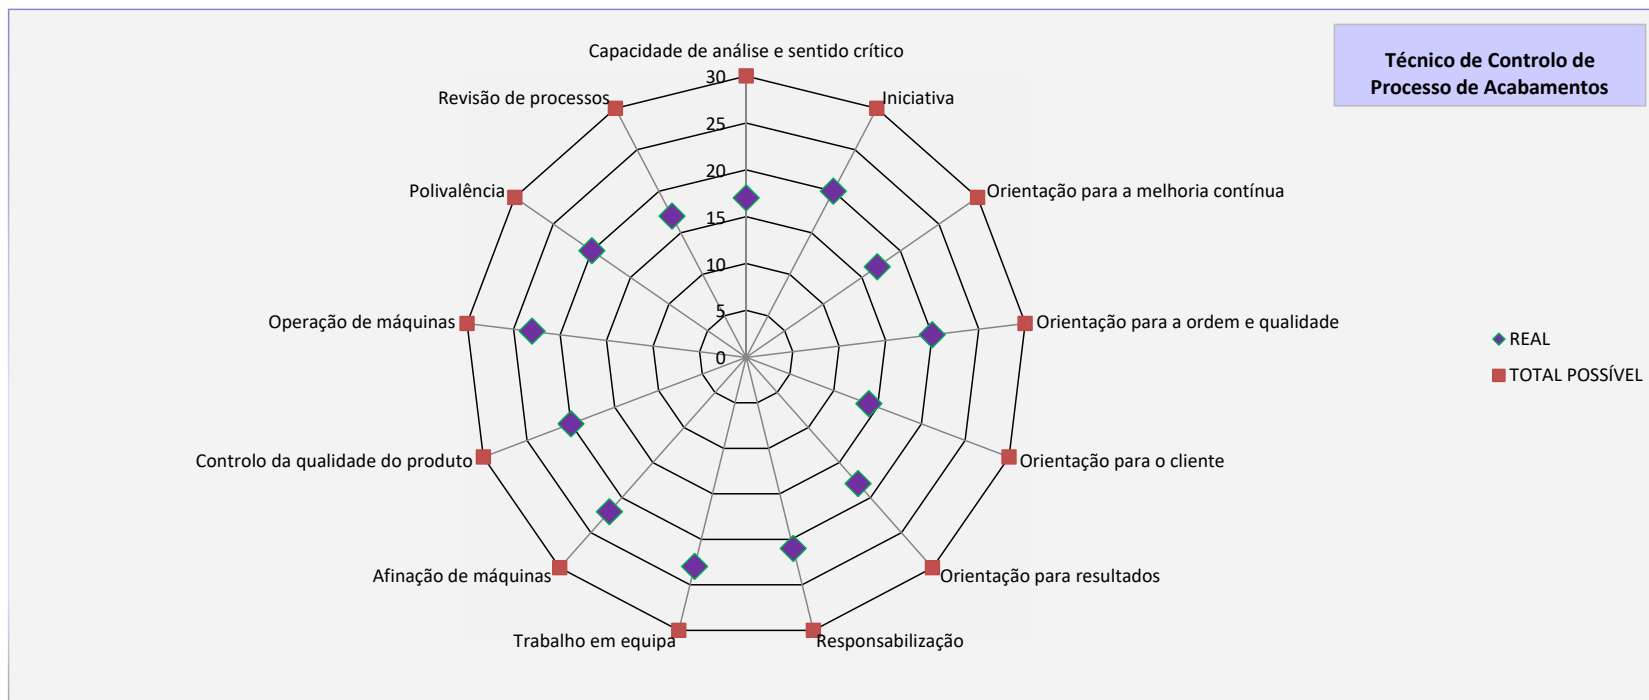 Capacidade de análise e sentido crítico
Técnico de Controlo de
Processo de Acabamentos
30
25
20
15
10
5
0
Revisão de processos
Iniciativa
Polivalência
Orientação para a melhoria contínua
Operação de máquinas
Orientação para a ordem e qualidade
REAL
TOTAL POSSÍVEL
Controlo da qualidade do produto
Orientação para o cliente
Afinação de máquinas
Orientação para resultados
Trabalho em equipa
Responsabilização